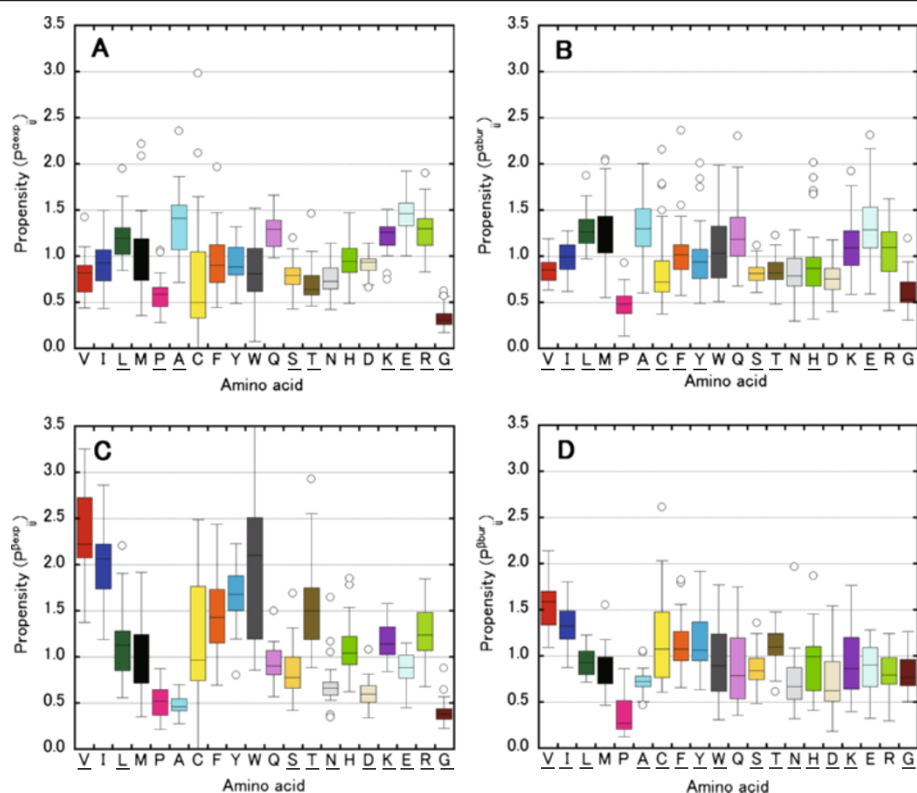 A
Propensity (P^αexp_ij)
3.5
3.0
2.5
2.0
1.5
1.0
0.5
0.0
V I L M P A C F Y W Q S T N H D K E R G
Amino acid
B
Propensity (P^αbur_ij)
3.5
3.0
2.5
2.0
1.5
1.0
0.5
0.0
V I L M P A C F Y W Q S T N H D K E R G
Amino acid
C
Propensity (P^βexp_ij)
3.5
3.0
2.5
2.0
1.5
1.0
0.5
0.0
V I L M P A C F Y W Q S T N H D K E R G
Amino acid
D
Propensity (P^βbur_ij)
3.5
3.0
2.5
2.0
1.5
1.0
0.5
0.0
V I L M P A C F Y W Q S T N H D K E R G
Amino acid